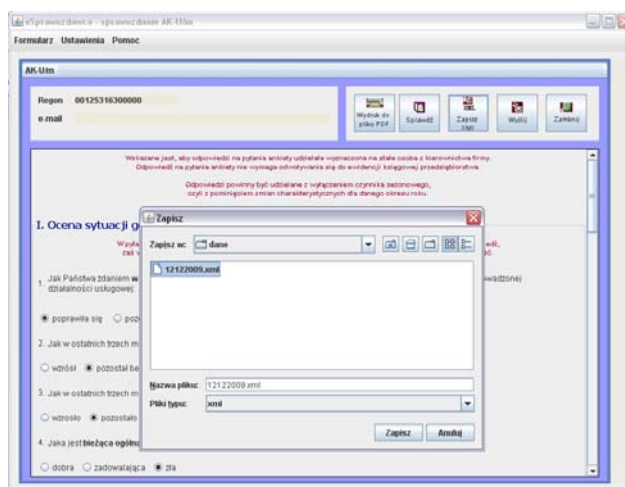 eSprawozdawca - sprawozdanie AK-Uśm
Formularz Ustawienia Pomoc
AK-Uśm
Regon 00125316300000
e-mail
Wydruk do pliku PDF
Sprawdź
Zapisz XML
Wyślij
Zamknij
Wskazane jest, aby odpowiedzi na pytania ankiety udzielała wyznaczona na stałe osoba z kierownictwa firmy.
Odpowiedź na pytania ankiety nie wymaga odwoływania się do ewidencji księgowej przedsiębiorstwa.
Odpowiedzi powinny być udzielane z wyłączeniem czynnika sezonowego,
czyli z pominięciem zmian charakterystycznych dla danego okresu roku.
I. Ocena sytuacji g
Zapisz
Zapisz w: dane
12122009.xml
Nazwa pliku: 12122009.xml
Pliki typu: xml
Zapisz Anuluj
1. Jak Państwa zdaniem w
wadzonej
działalności usługowej:
poprawiła się poz
2. Jak w ostatnich trzech m
wzrósł pozostał be
3. Jak w ostatnich trzech m
wzrosło pozostało
4. Jaka jest bieżąca ogólna
dobra zadowalająca zła